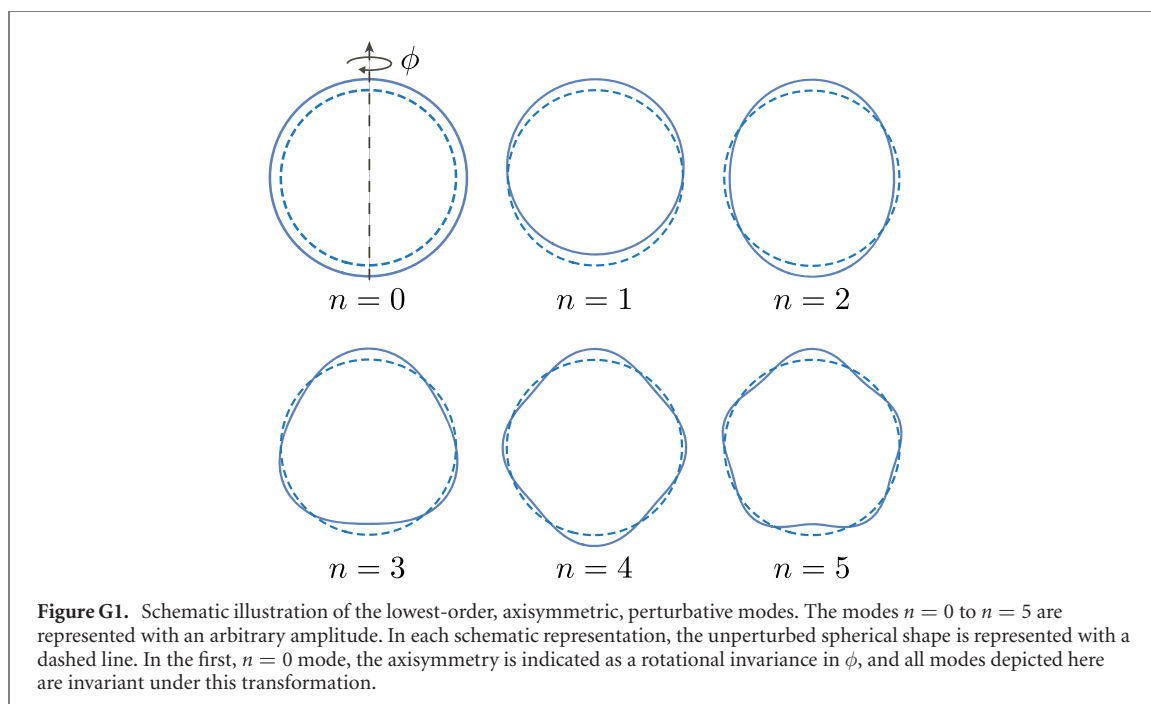 ϕ
n = 0 n = 1 n = 2
n = 3 n = 4 n = 5
Figure G1. Schematic illustration of the lowest-order, axisymmetric, perturbative modes. The modes n = 0 to n = 5 are
represented with an arbitrary amplitude. In each schematic representation, the unperturbed spherical shape is represented with a
dashed line. In the first, n = 0 mode, the axisymmetry is indicated as a rotational invariance in ϕ, and all modes depicted here
are invariant under this transformation.